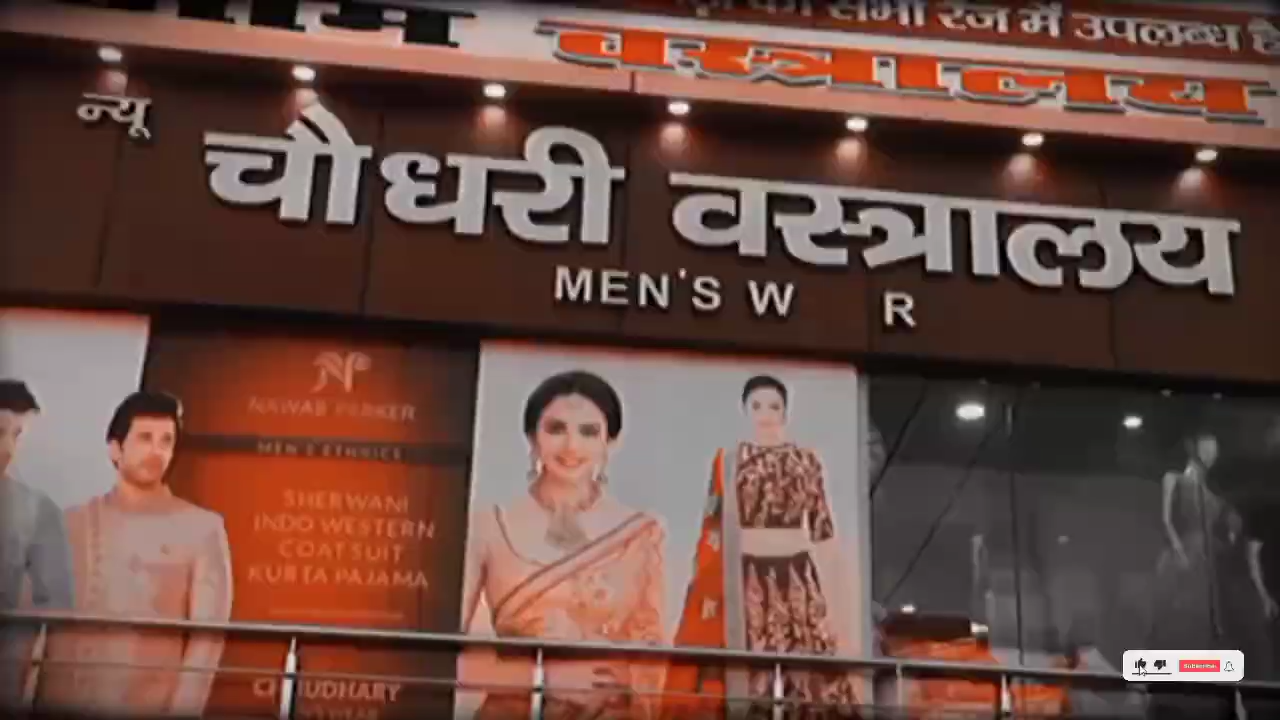 की सभी रेंज में उपलब्ध है
वस्त्रालय
न्यू
चौधरी वस्त्रालय
MEN'S W R
NAWAB PARKER
MEN'S ETHNICS
SHERWANI
INDO WESTERN
COAT SUIT
KURTA PAJAMA
Subscribe